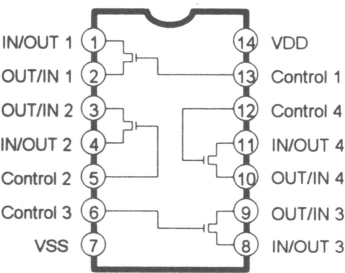 IN/OUT 1 1 14 VDD
OUT/IN 1 2 13 Control 1
OUT/IN 2 3 12 Control 4
IN/OUT 2 4 11 IN/OUT 4
Control 2 5 10 OUT/IN 4
Control 3 6 9 OUT/IN 3
VSS 7 8 IN/OUT 3